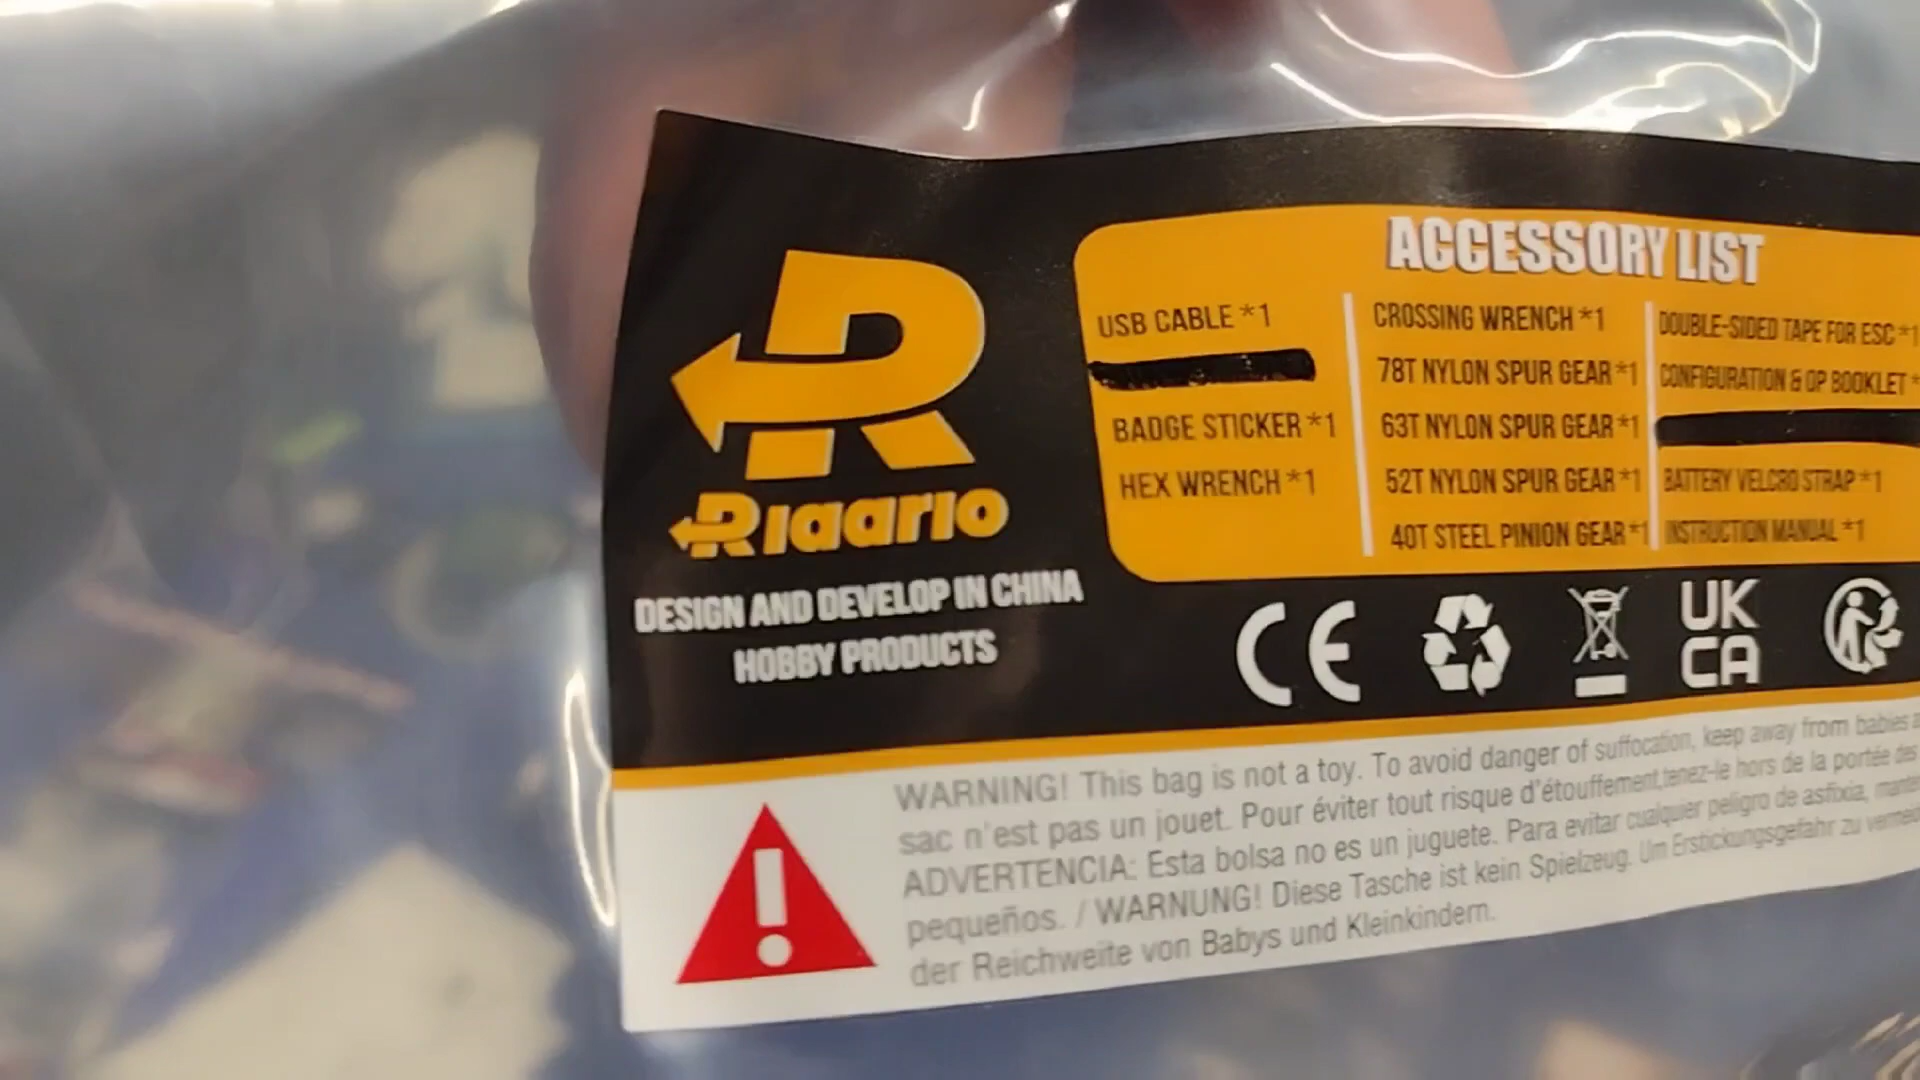 ACCESSORY LIST
USB CABLE *1
BADGE STICKER *1
HEX WRENCH *1
CROSSING WRENCH *1
78T NYLON SPUR GEAR *1
63T NYLON SPUR GEAR *1
52T NYLON SPUR GEAR *1
40T STEEL PINION GEAR *1
DOUBLE-SIDED TAPE FOR ESC *1
CONFIGURATION & OP BOOKLET *
BATTERY VELCRO STRAP *1
INSTRUCTION MANUAL *1
R
Rlaarlo
DESIGN AND DEVELOP IN CHINA
HOBBY PRODUCTS
CE
UK
CA
WARNING! This bag is not a toy. To avoid danger of suffocation, keep away from babies
sac n'est pas un jouet. Pour éviter tout risque d'étouffement,tenez-le hors de la portée des
ADVERTENCIA: Esta bolsa no es un juguete. Para evitar cualquier peligro de asfixia,
pequeños. / WARNUNG! Diese Tasche ist kein Spielzeug. Um Erstickungsgefahr zu
der Reichweite von Babys und Kleinkindern.